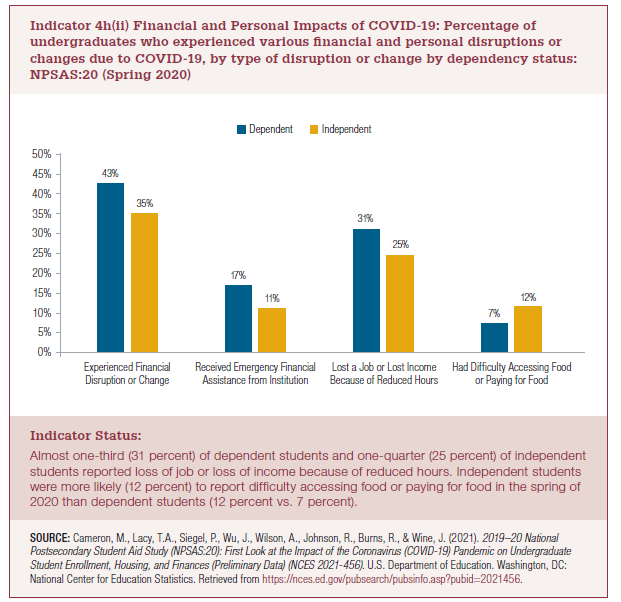 Indicator 4h(ii) Financial and Personal Impacts of COVID-19: Percentage of
undergraduates who experienced various financial and personal disruptions or
changes due to COVID-19, by type of disruption or change by dependency status:
NPSAS:20 (Spring 2020)
Dependent
Independent
50%
45%
40%
35%
30%
25%
20%
15%
10%
5%
0%
43%
35%
17%
11%
31%
25%
7%
12%
Experienced Financial
Disruption or Change
Received Emergency Financial
Assistance from Institution
Lost a Job or Lost Income
Because of Reduced Hours
Had Difficulty Accessing Food
or Paying for Food
Indicator Status:
Almost one-third (31 percent) of dependent students and one-quarter (25 percent) of independent
students reported loss of job or loss of income because of reduced hours. Independent students
were more likely (12 percent) to report difficulty accessing food or paying for food in the spring of
2020 than dependent students (12 percent vs. 7 percent).
SOURCE: Cameron, M., Lacy, T.A., Siegel, P., Wu, J., Wilson, A., Johnson, R., Burns, R., & Wine, J. (2021). 2019–20 National
Postsecondary Student Aid Study (NPSAS:20): First Look at the Impact of the Coronavirus (COVID-19) Pandemic on Undergraduate
Student Enrollment, Housing, and Finances (Preliminary Data) (NCES 2021-456). U.S. Department of Education. Washington, DC:
National Center for Education Statistics. Retrieved from https://nces.ed.gov/pubsearch/pubsinfo.asp?pubid=2021456.